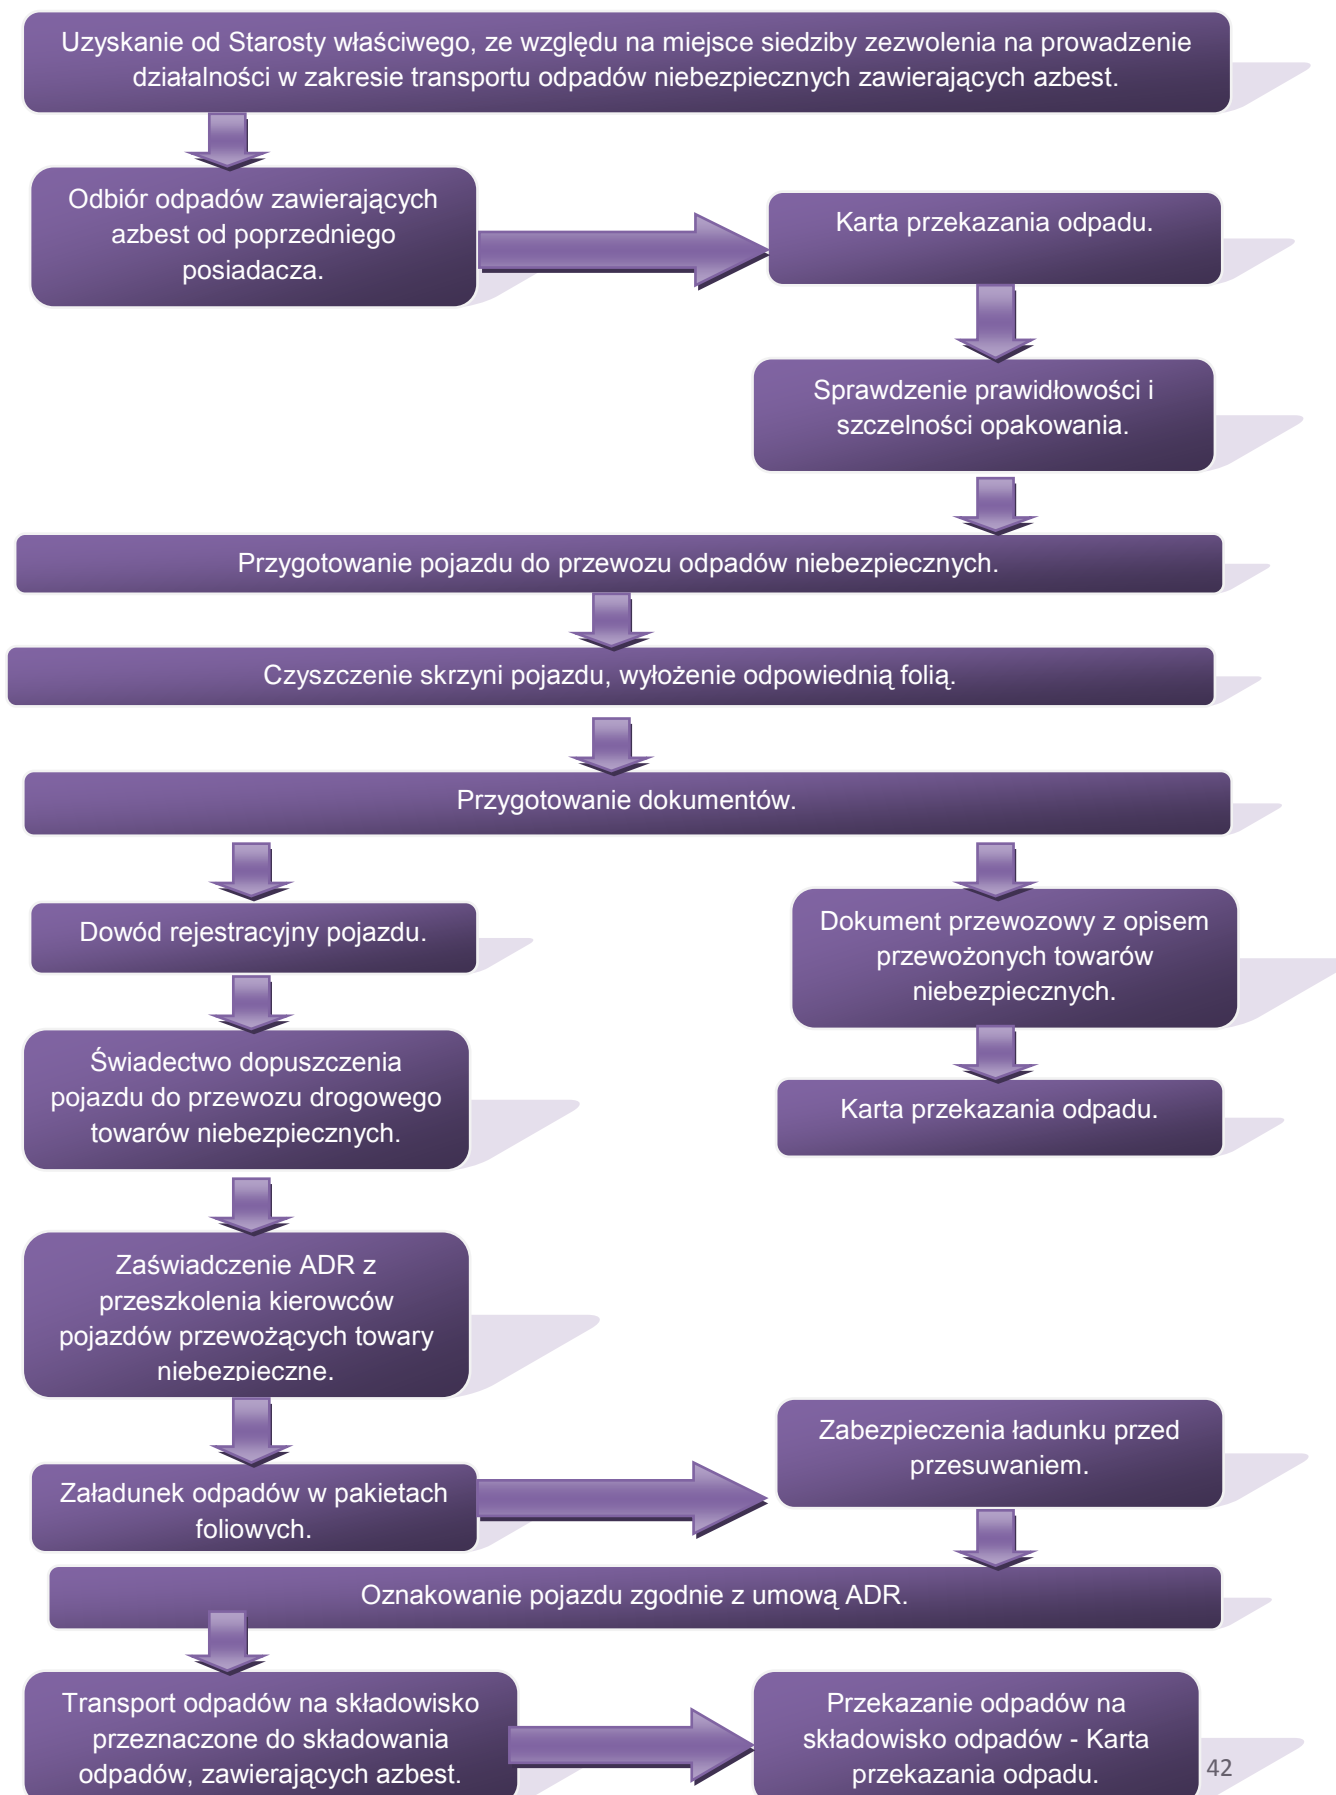 Uzyskanie od Starosty właściwego, ze względu na miejsce siedziby zezwolenia na prowadzenie
działalności w zakresie transportu odpadów niebezpiecznych zawierających azbest.
Odbiór odpadów zawierających
azbest od poprzedniego
posiadacza.
Karta przekazania odpadu.
Sprawdzenie prawidłowości i
szczelności opakowania.
Przygotowanie pojazdu do przewozu odpadów niebezpiecznych.
Czyszczenie skrzyni pojazdu, wyłożenie odpowiednią folią.
Przygotowanie dokumentów.
Dowód rejestracyjny pojazdu.
Świadectwo dopuszczenia
pojazdu do przewozu drogowego
towarów niebezpiecznych.
Zaświadczenie ADR z
przeszkolenia kierowców
pojazdów przewożących towary
niebezpieczne.
Dokument przewozowy z opisem
przewożonych towarów
niebezpiecznych.
Karta przekazania odpadu.
Załadunek odpadów w pakietach
foliowych.
Zabezpieczenia ładunku przed
przesuwaniem.
Oznakowanie pojazdu zgodnie z umową ADR.
Transport odpadów na składowisko
przeznaczone do składowania
odpadów, zawierających azbest.
Przekazanie odpadów na
składowisko odpadów - Karta
przekazania odpadu.
42